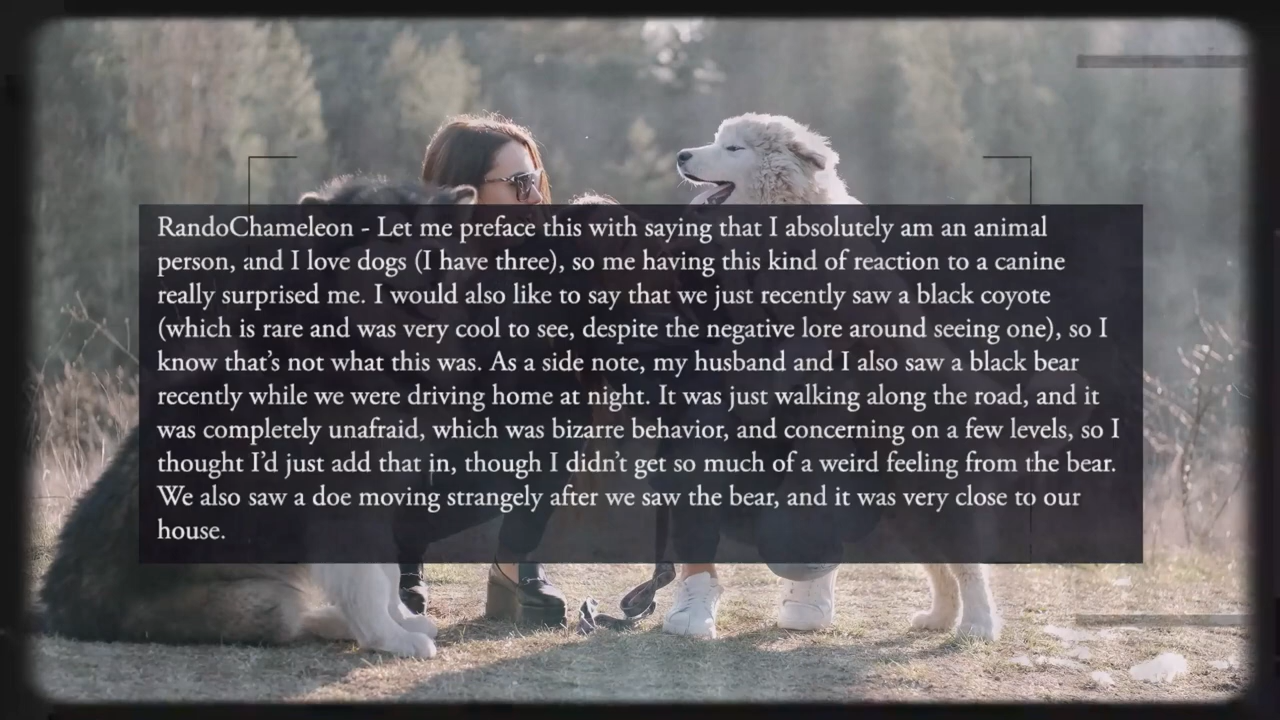 RandoChameleon - Let me preface this with saying that I absolutely am an animal
person, and I love dogs (I have three), so me having this kind of reaction to a canine
really surprised me. I would also like to say that we just recently saw a black coyote
(which is rare and was very cool to see, despite the negative lore around seeing one), so I
know that’s not what this was. As a side note, my husband and I also saw a black bear
recently while we were driving home at night. It was just walking along the road, and it
was completely unafraid, which was bizarre behavior, and concerning on a few levels, so I
thought I’d just add that in, though I didn’t get so much of a weird feeling from the bear.
We also saw a doe moving strangely after we saw the bear, and it was very close to our
house.